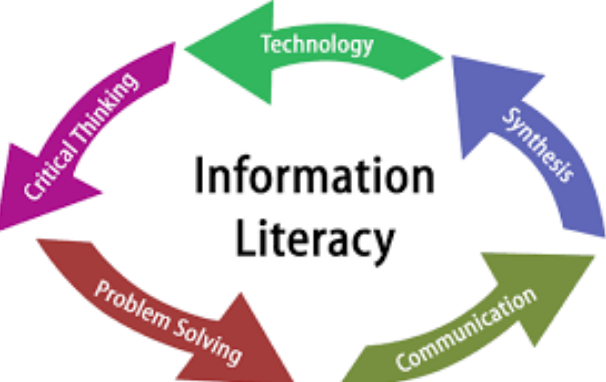 Technology
Critical Thinking
Synthesis
Information
Literacy
Problem Solving
Communication